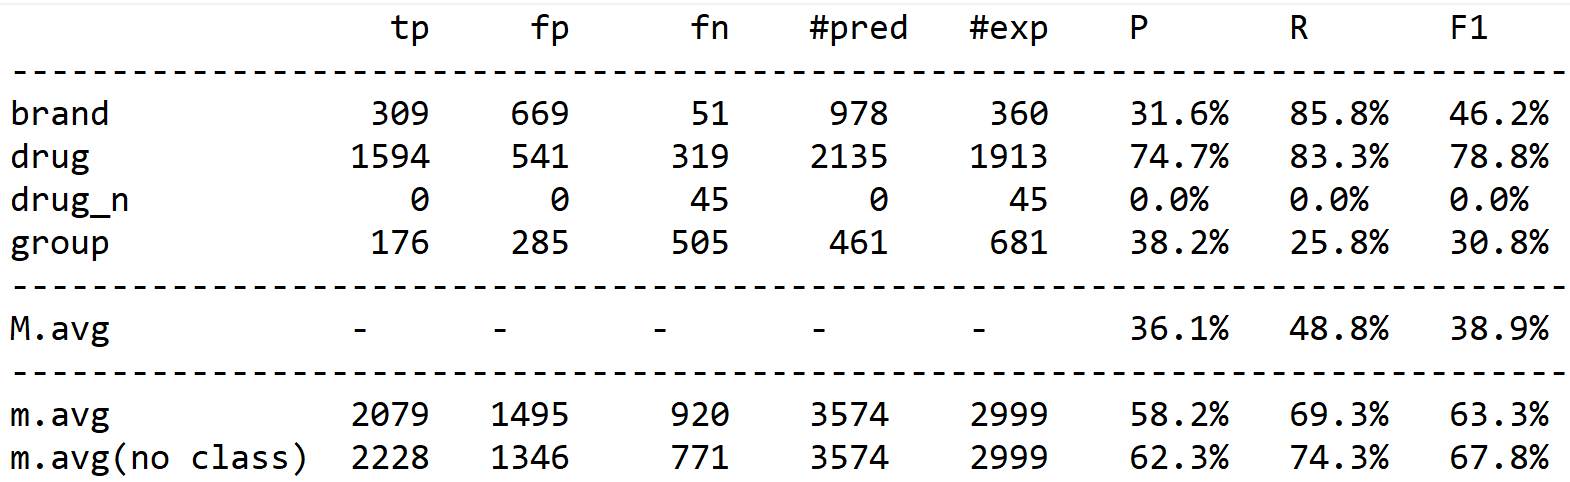 tp fp fn #pred #exp P R F1
------------------------------------------------------------------------------
brand 309 669 51 978 360 31.6% 85.8% 46.2%
drug 1594 541 319 2135 1913 74.7% 83.3% 78.8%
drug_n 0 0 45 0 45 0.0% 0.0% 0.0%
group 176 285 505 461 681 38.2% 25.8% 30.8%
------------------------------------------------------------------------------
M.avg - - - - - 36.1% 48.8% 38.9%
------------------------------------------------------------------------------
m.avg 2079 1495 920 3574 2999 58.2% 69.3% 63.3%
m.avg(no class) 2228 1346 771 3574 2999 62.3% 74.3% 67.8%